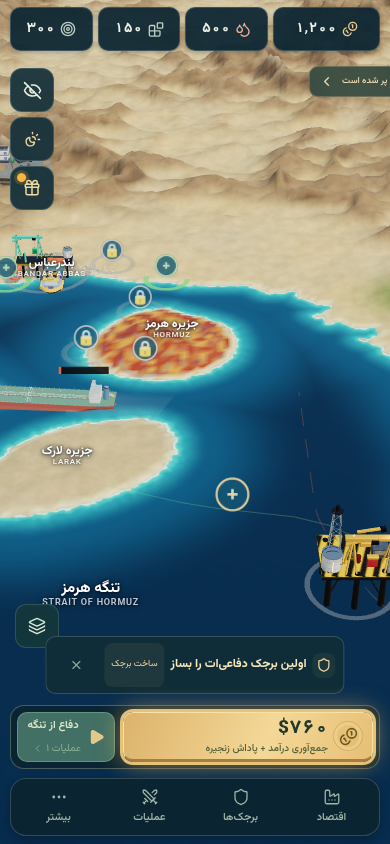 ۳۰۰
۱۵۰
۵۰۰
۱,۲۰۰
پر شده است
بندرعباس
BANDAR ABBAS
جزیره هرمز
HORMUZ
جزیره لارک
LARAK
تنگه هرمز
STRAIT OF HORMUZ
اولین برجک دفاعی‌ات را بساز
ساخت برجک
$۷۶۰
جمع‌آوری درآمد + پاداش زنجیره
دفاع از تنگه
عملیات ۱
اقتصاد
برجک‌ها
عملیات
بیشتر